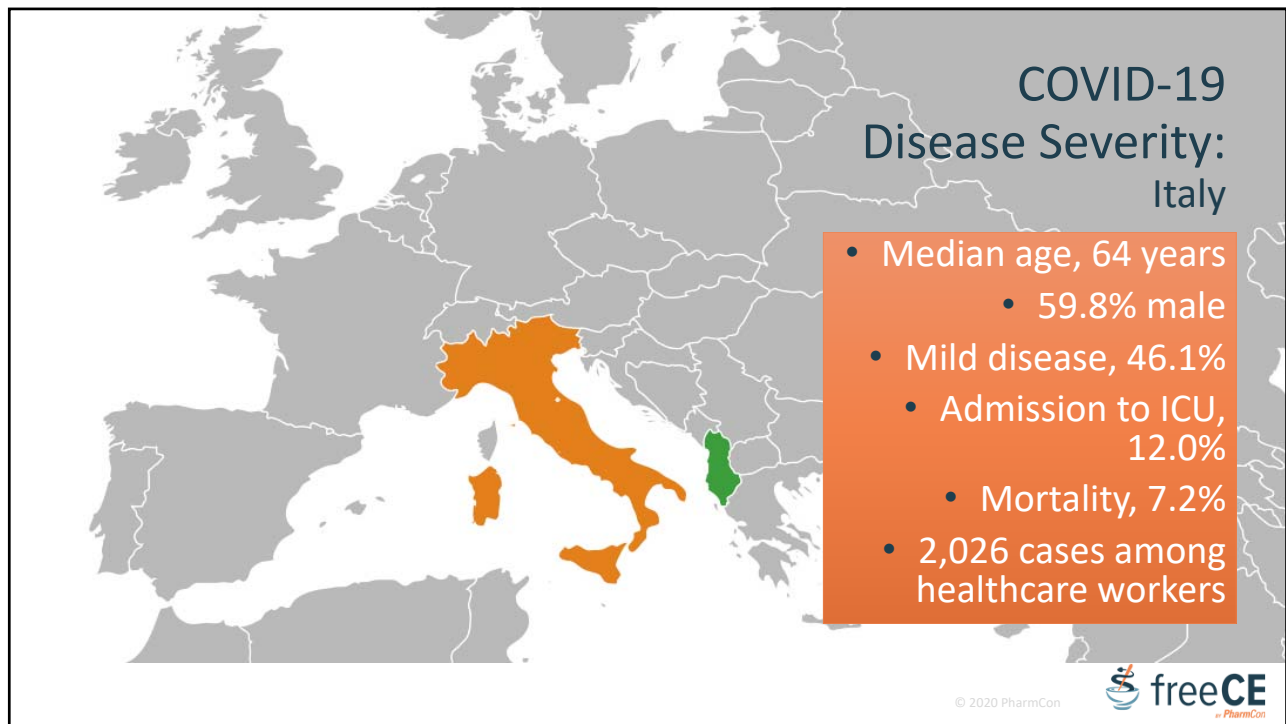 COVID-19
Disease Severity:
Italy
• Median age, 64 years
• 59.8% male
• Mild disease, 46.1%
• Admission to ICU,
12.0%
• Mortality, 7.2%
• 2,026 cases among
healthcare workers
© 2020 PharmCon
freeCE
BY PharmCon